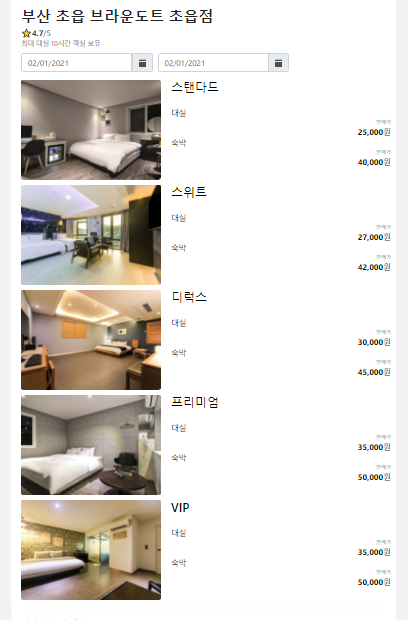 부산 초읍 브라운도트 초읍점
4.7/5
최대 대실 10시간 객실 보유
02/01/2021 02/01/2021
스탠다드
대실
판매가
25,000원
숙박
판매가
40,000원
스위트
대실
판매가
27,000원
숙박
판매가
42,000원
디럭스
대실
판매가
30,000원
숙박
판매가
45,000원
프리미엄
대실
판매가
35,000원
숙박
판매가
50,000원
VIP
대실
판매가
35,000원
숙박
판매가
50,000원